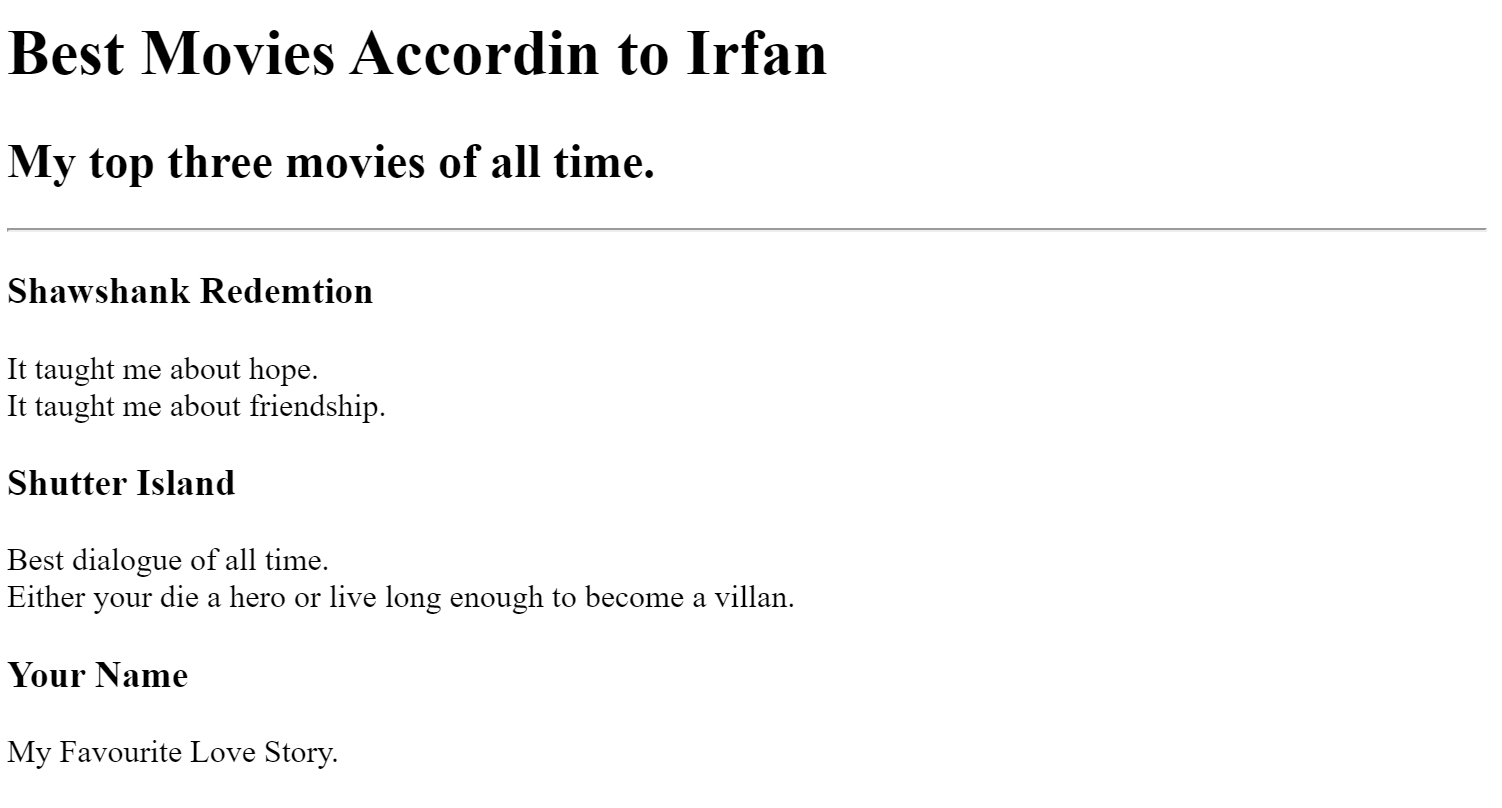 Best Movies Accordin to Irfan
My top three movies of all time.
Shawshank Redemtion
It taught me about hope.
It taught me about friendship.
Shutter Island
Best dialogue of all time.
Either your die a hero or live long enough to become a villan.
Your Name
My Favourite Love Story.